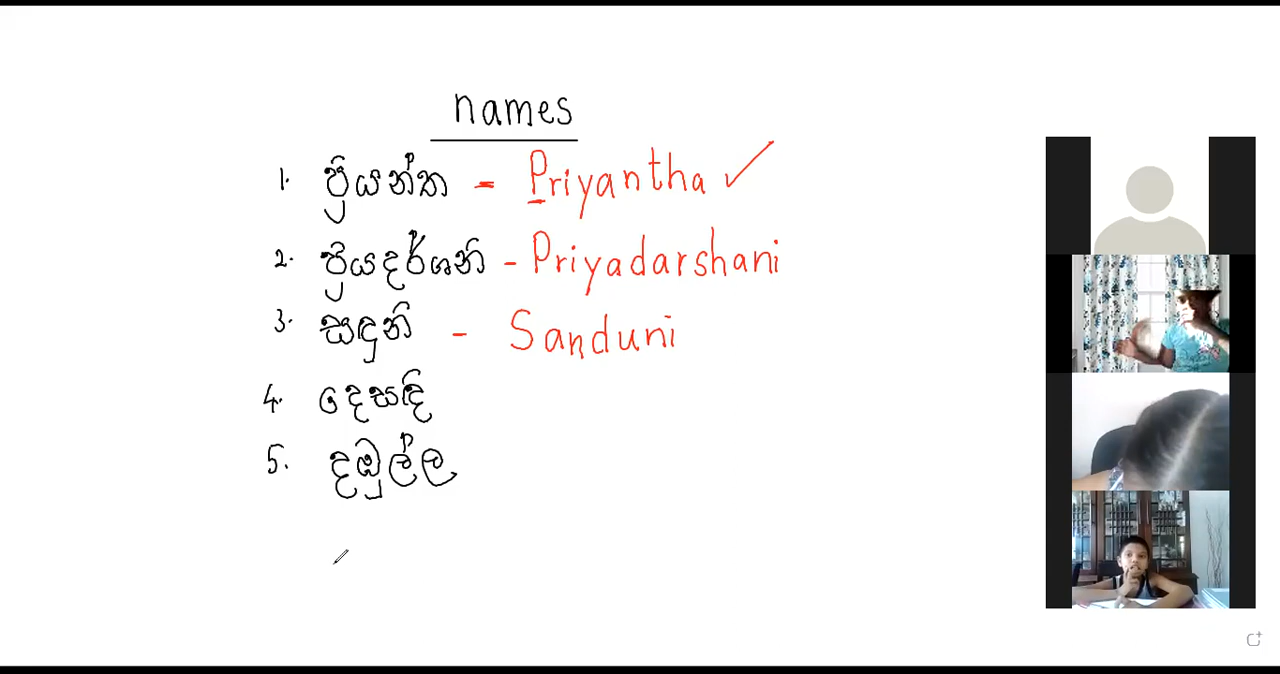 names
1. ප්‍රියන්ත - Priyantha ✓
2. ප්‍රියදර්ශනි - Priyadarshani
3. සඳුනි - Sanduni
4. දෙසඳි
5. දඹුල්ල